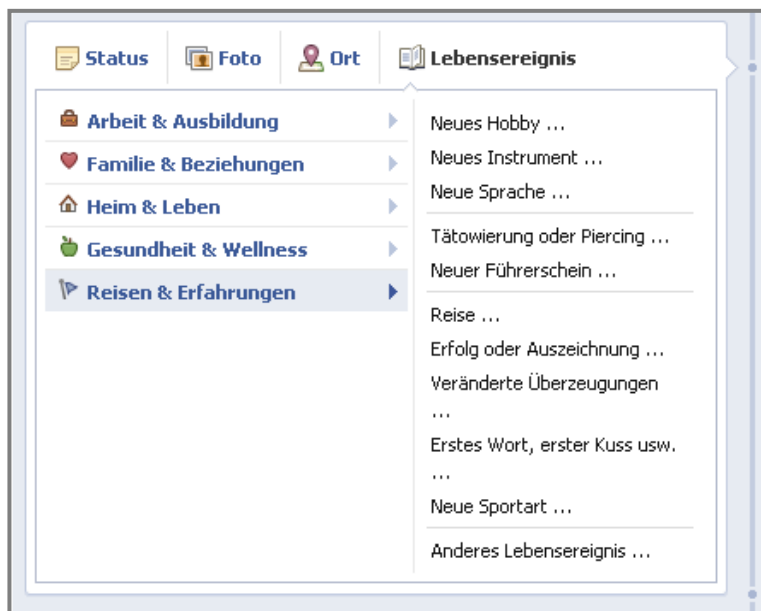 Status Foto Ort Lebensereignis
Arbeit & Ausbildung
Familie & Beziehungen
Heim & Leben
Gesundheit & Wellness
Reisen & Erfahrungen
Neues Hobby ...
Neues Instrument ...
Neue Sprache ...
Tätowierung oder Piercing ...
Neuer Führerschein ...
Reise ...
Erfolg oder Auszeichnung ...
Veränderte Überzeugungen
...
Erstes Wort, erster Kuss usw.
...
Neue Sportart ...
Anderes Lebensereignis ...